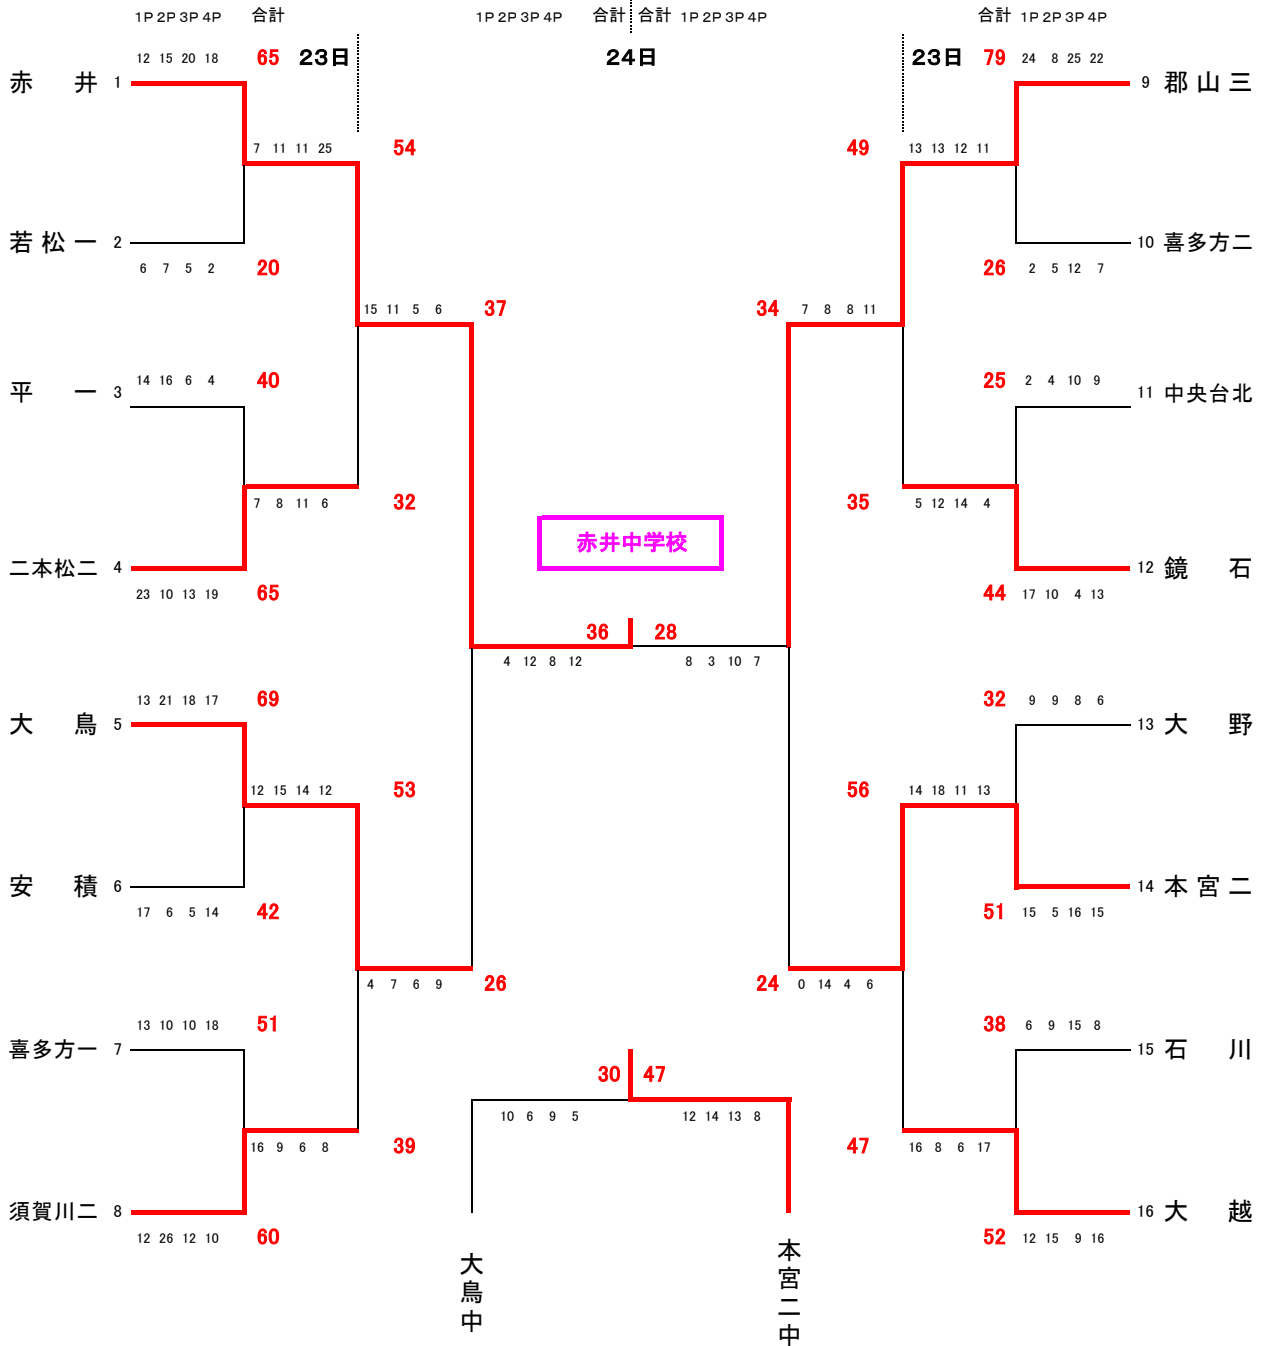 1P 2P 3P 4P 合計 1P 2P 3P 4P 合計 合計 1P 2P 3P 4P 合計 1P 2P 3P 4P
12 15 20 18 65 23日 24日 23日 79 24 8 25 22
赤井 1 9 郡山三
7 11 11 25 54 49 13 13 12 11
若松一 2 10 喜多方二
6 7 5 2 20 26 2 5 12 7
15 11 5 6 37 34 7 8 8 11
14 16 6 4 40 25 2 4 10 9
平一 3 11 中央台北
7 8 11 6 32 35 5 12 14 4
赤井中学校
二本松二 4 12 鏡石
23 10 13 19 65 44 17 10 4 13
36 28
4 12 8 12 8 3 10 7
13 21 18 17 69 32 9 9 8 6
大鳥 5 13 大野
12 15 14 12 53 56 14 18 11 13
安積 6 14 本宮二
17 6 5 14 42 51 15 5 16 15
4 7 6 9 26 24 0 14 4 6
13 10 10 18 51 38 6 9 15 8
喜多方一 7 15 石川
30 47
10 6 9 5 12 14 13 8
16 9 6 8 39 47 16 8 6 17
須賀川二 8 16 大越
12 26 12 10 60 52 12 15 9 16
大鳥中
本宮二中